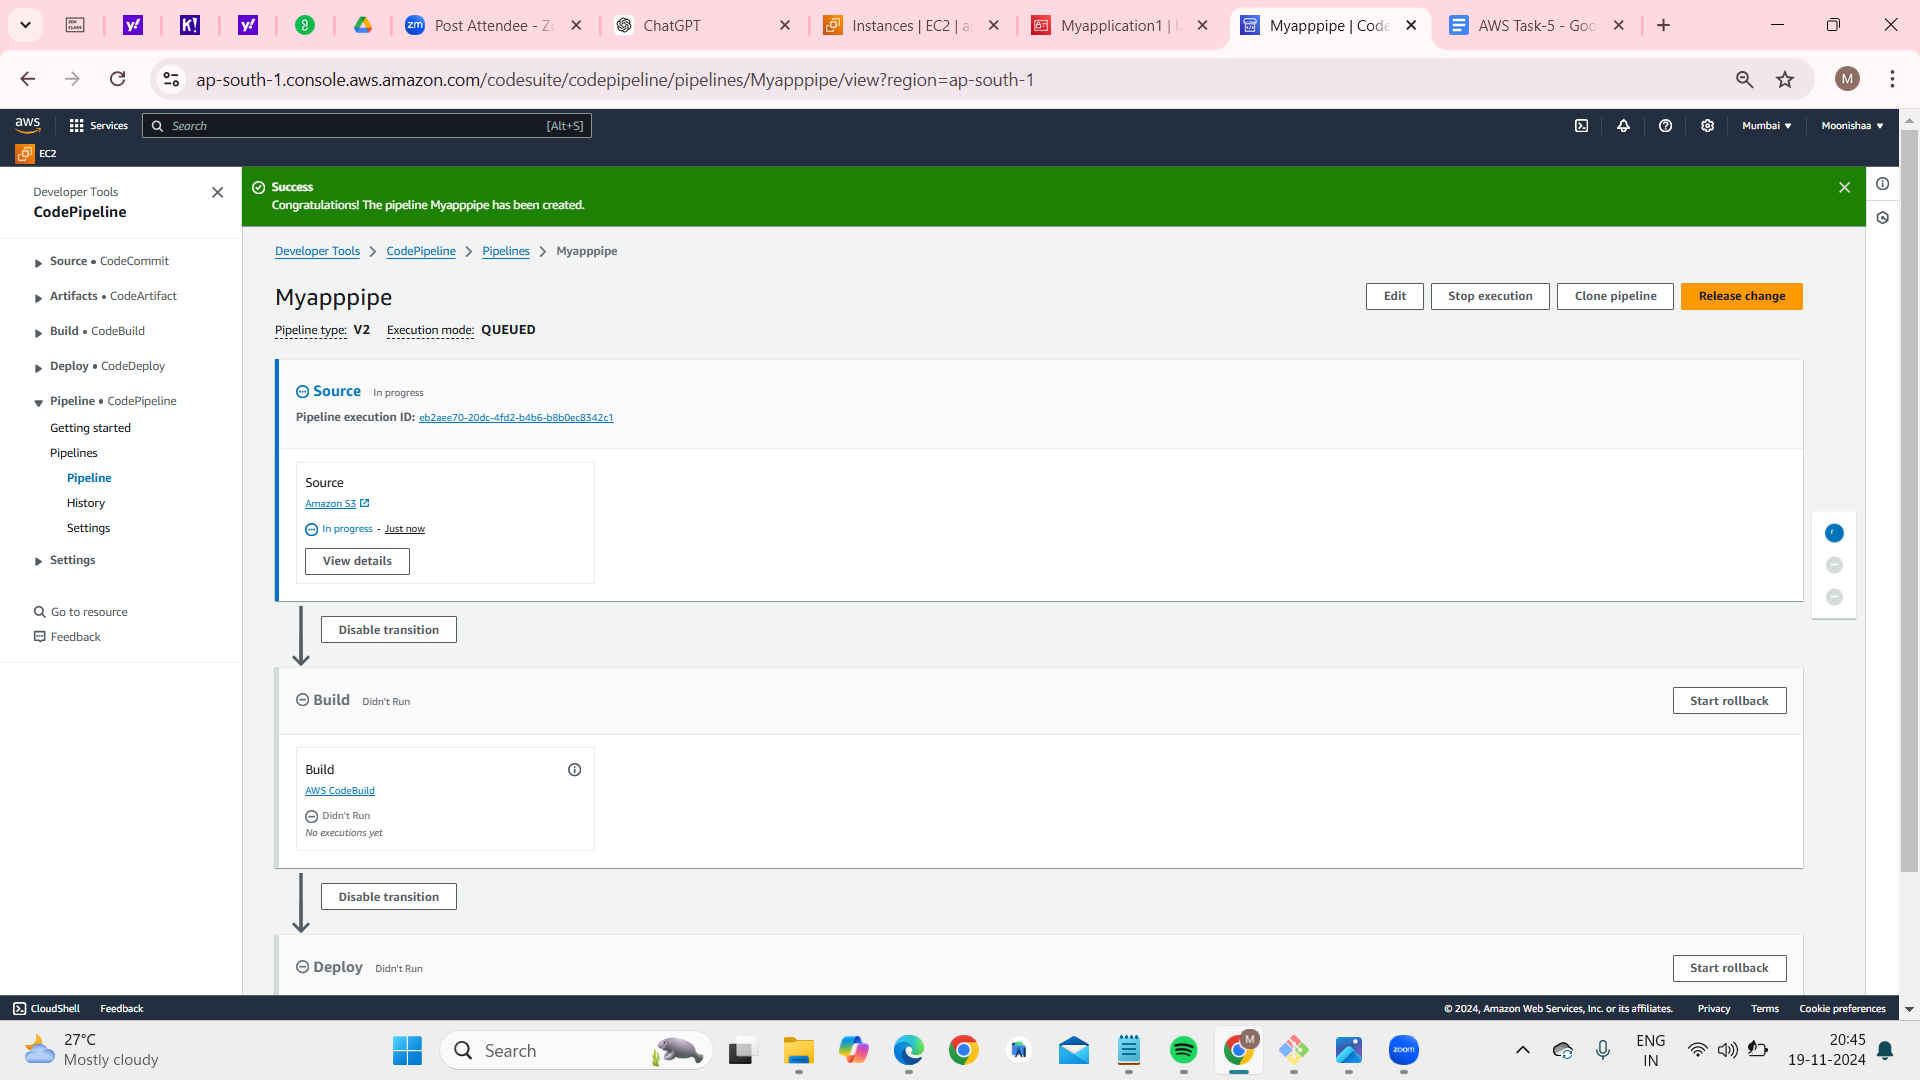 Post Attendee - Zo
ChatGPT
Instances | EC2 | a
Myapplication1 | I
Myapppipe | Code
AWS Task-5 - Goo
ap-south-1.console.aws.amazon.com/codesuite/codepipeline/pipelines/Myapppipe/view?region=ap-south-1
M
aws
Services
Search
[Alt+S]
Mumbai
Moonishaa
EC2
Developer Tools
CodePipeline
Source • CodeCommit
Artifacts • CodeArtifact
Build • CodeBuild
Deploy • CodeDeploy
Pipeline • CodePipeline
Getting started
Pipelines
Pipeline
History
Settings
Settings
Go to resource
Feedback
Success
Congratulations! The pipeline Myapppipe has been created.
Developer Tools > CodePipeline > Pipelines > Myapppipe
Myapppipe
Edit
Stop execution
Clone pipeline
Release change
Pipeline type: V2 Execution mode: QUEUED
Source In progress
Pipeline execution ID: eb2aee70-20dc-4fd2-b4b6-b8b0ec8342c1
Source
Amazon S3
In progress - Just now
View details
Disable transition
Build Didn't Run
Start rollback
Build
AWS CodeBuild
Didn't Run
No executions yet
Disable transition
Deploy Didn't Run
Start rollback
CloudShell
Feedback
© 2024, Amazon Web Services, Inc. or its affiliates.
Privacy
Terms
Cookie preferences
27°C
Mostly cloudy
Search
M
zoom
ENG
IN
20:45
19-11-2024